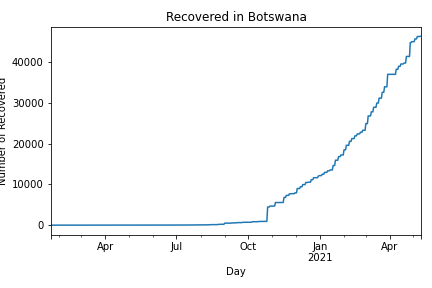 Recovered in Botswana
Number of Recovered
40000
30000
20000
10000
0
Apr
Jul
Oct
Jan
2021
Apr
Day